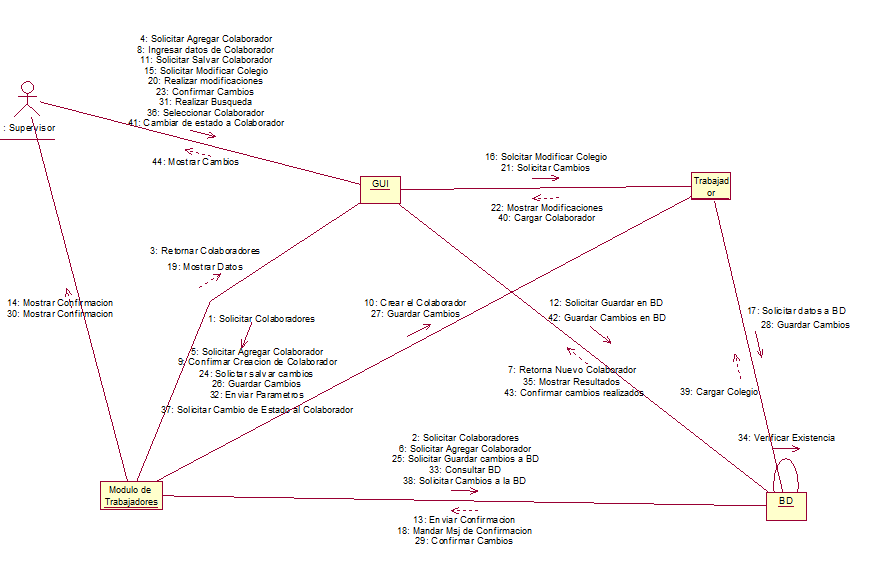 4: Solicitar Agregar Colaborador
8: Ingresar datos de Colaborador
11: Solicitar Salvar Colaborador
15: Solicitar Modificar Colegio
20: Realizar modificaciones
23: Confirmar Cambios
31: Realizar Busqueda
36: Seleccionar Colaborador
41: Cambiar de estado a Colaborador
: Supervisor
44: Mostrar Cambios
GUI
16: Solcitar Modificar Colegio
21: Solicitar Cambios
Trabajad
or
22: Mostrar Modificaciones
40: Cargar Colaborador
3: Retornar Colaboradores
19: Mostrar Datos
14: Mostrar Confirmacion
30: Mostrar Confirmacion
1: Solicitar Colaboradores
10: Crear el Colaborador
27: Guardar Cambios
12: Solicitar Guardar en BD
42: Guardar Cambios en BD
17: Solicitar datos a BD
28: Guardar Cambios
5: Solicitar Agregar Colaborador
9: Confirmar Creacion de Colaborador
24: Solictar salvar cambios
26: Guardar Cambios
32: Enviar Parametros
37: Solicitar Cambio de Estado al Colaborador
7: Retorna Nuevo Colaborador
35: Mostrar Resultados
43: Confirmar cambios realizados
39: Cargar Colegio
34: Verificar Existencia
2: Solicitar Colaboradores
6: Solicitar Agregar Colaborador
25: Solicitar Guardar cambios a BD
33: Consultar BD
38: Solicitar Cambios a la BD
Modulo de
Trabajadores
BD
13: Enviar Confirmacion
18: Mandar Msj de Confirmacion
29: Confirmar Cambios